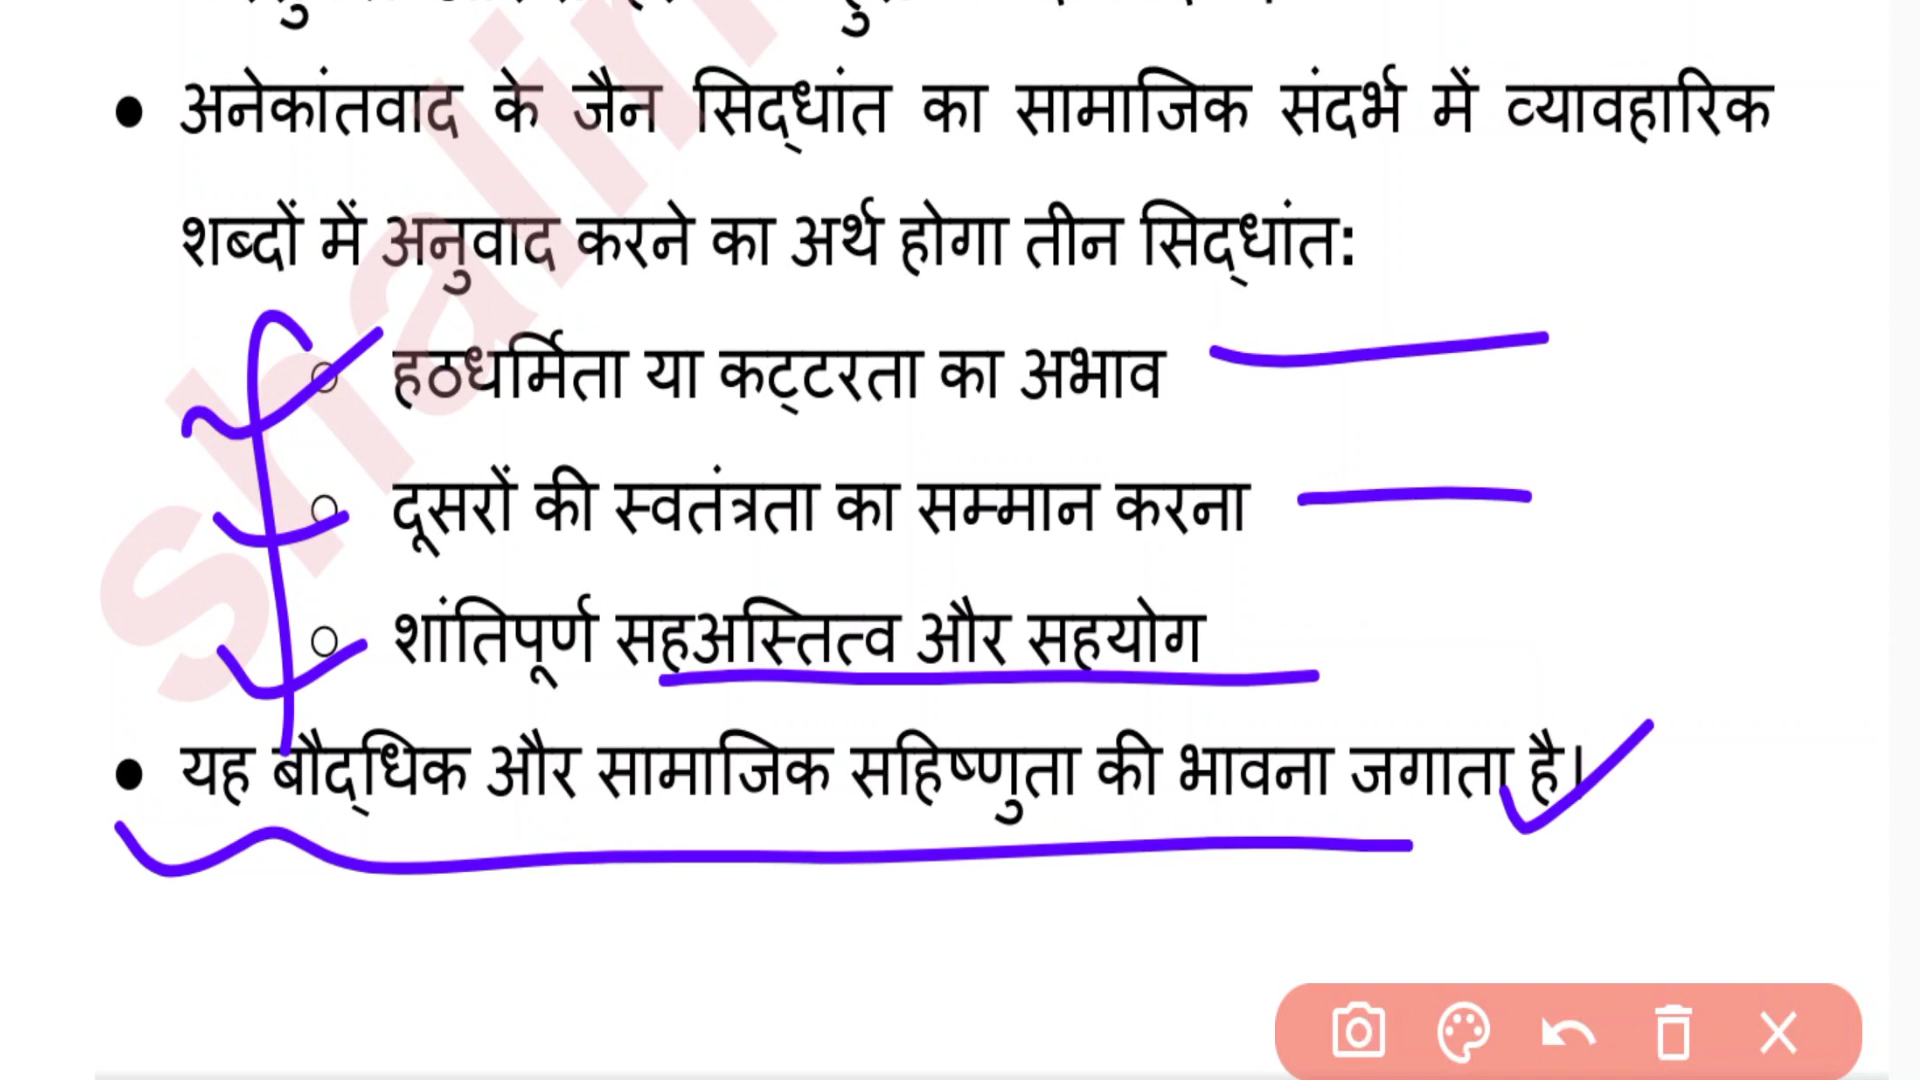 • अनेकांतवाद के जैन सिद्धांत का सामाजिक संदर्भ में व्यावहारिक
शब्दों में अनुवाद करने का अर्थ होगा तीन सिद्धांत:
○ हठधर्मिता या कट्टरता का अभाव
○ दूसरों की स्वतंत्रता का सम्मान करना
○ शांतिपूर्ण सहअस्तित्व और सहयोग
• यह बौद्धिक और सामाजिक सहिष्णुता की भावना जगाता है।
shalin